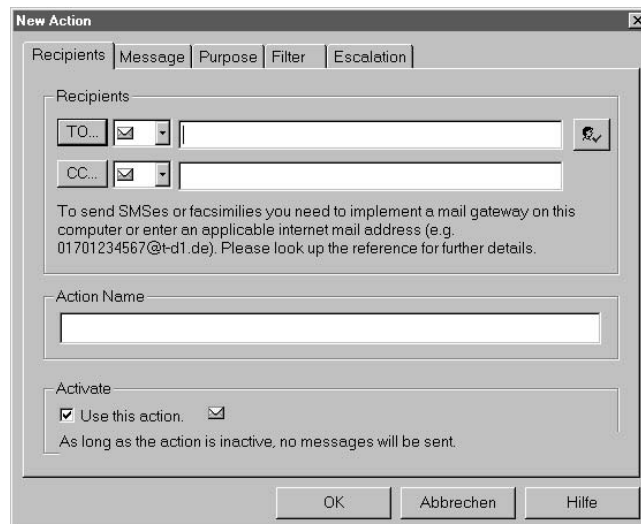 New Action
Recipients Message Purpose Filter Escalation
Recipients
TO...
CC...
To send SMSes or facsimilies you need to implement a mail gateway on this
computer or enter an applicable internet mail address (e.g.
01701234567@t-d1.de). Please look up the reference for further details.
Action Name
Activate
Use this action.
As long as the action is inactive, no messages will be sent.
OK Abbrechen Hilfe